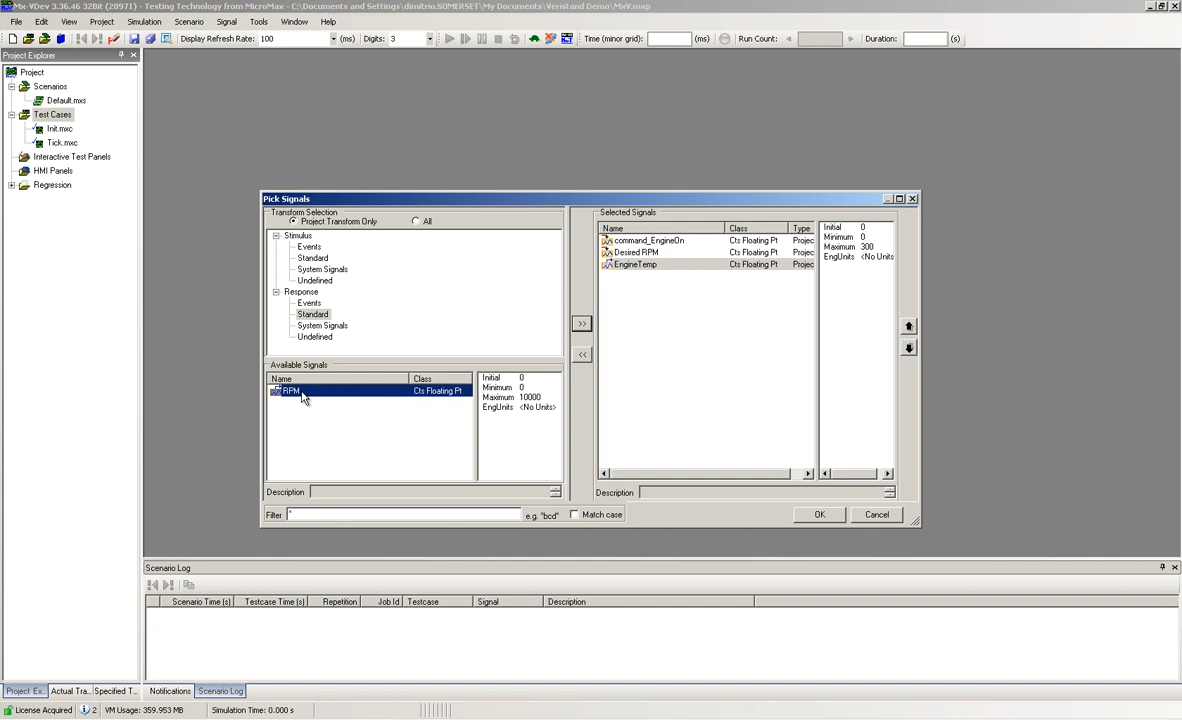 Mx-VDev 3.36.46 32Bit (28971) - Testing Technology from MicroMax - C:\Documents and Settings\dimitrio.SOMERSET\My Documents\Veristand Demo\MxV.mxp
File Edit View Project Simulation Scenario Signal Tools Window Help
Display Refresh Rate: 100 (ms) Digits: 3 Time (minor grid): (ms) Run Count: Duration: (s)
Project Explorer
Project
Scenarios
Default.mxs
Test Cases
Init.mxc
Tick.mxc
Interactive Test Panels
HMI Panels
Regression
Pick Signals
Transform Selection
Project Transform Only All
Stimulus
Events
Standard
System Signals
Undefined
Response
Events
Standard
System Signals
Undefined
Available Signals
Name Class
RPM Cts Floating Pt
Initial 0
Minimum 0
Maximum 10000
EngUnits <No Units>
Description
Filter * e.g. "bcd" Match case
>>
<<
Selected Signals
Name Class Type
command_EngineOn Cts Floating Pt Projec
Desired RPM Cts Floating Pt Projec
EngineTemp Cts Floating Pt Projec
Initial 0
Minimum 0
Maximum 300
EngUnits <No Units
Description
OK Cancel
Scenario Log
Scenario Time (s) Testcase Time (s) Repetition Job Id Testcase Signal Description
Project Ex... Actual Tra... Specified T... Notifications Scenario Log
License Acquired 2 VM Usage: 359.953 MB Simulation Time: 0.000 s